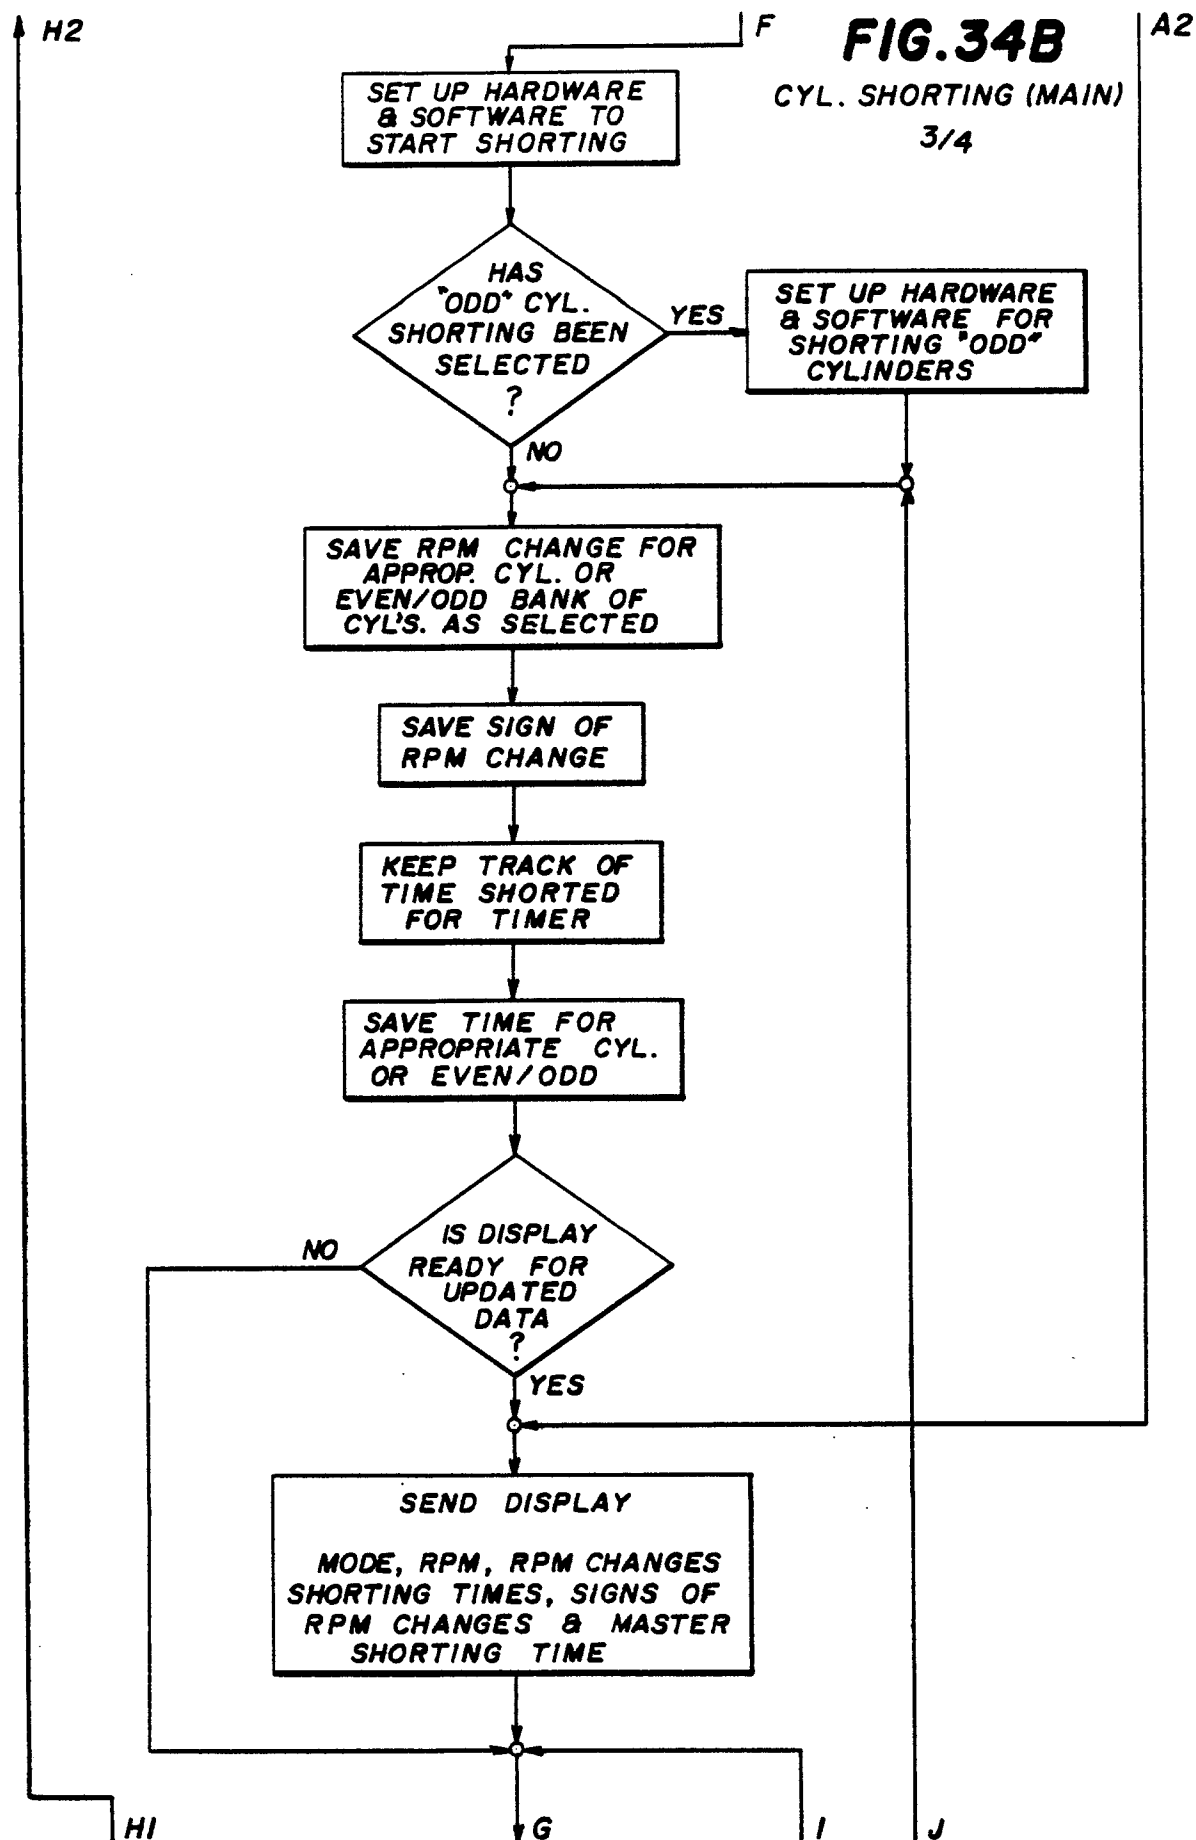 H2
F
FIG.34B
A2
CYL. SHORTING (MAIN)
3/4
SET UP HARDWARE
& SOFTWARE TO
START SHORTING
HAS
"ODD" CYL.
SHORTING BEEN
SELECTED
?
YES
SET UP HARDWARE
& SOFTWARE FOR
SHORTING "ODD"
CYLINDERS
NO
SAVE RPM CHANGE FOR
APPROP. CYL. OR
EVEN/ODD BANK OF
CYL'S. AS SELECTED
SAVE SIGN OF
RPM CHANGE
KEEP TRACK OF
TIME SHORTED
FOR TIMER
SAVE TIME FOR
APPROPRIATE CYL.
OR EVEN/ODD
NO
IS DISPLAY
READY FOR
UPDATED
DATA
?
YES
SEND DISPLAY
MODE, RPM, RPM CHANGES
SHORTING TIMES, SIGNS OF
RPM CHANGES & MASTER
SHORTING TIME
H1
G
I
J